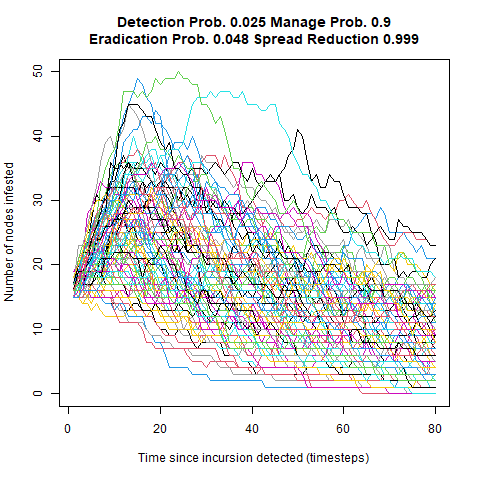 Detection Prob. 0.025 Manage Prob. 0.9
Eradication Prob. 0.048 Spread Reduction 0.999
Number of nodes infested
50
40
30
20
10
0
0 20 40 60 80
Time since incursion detected (timesteps)